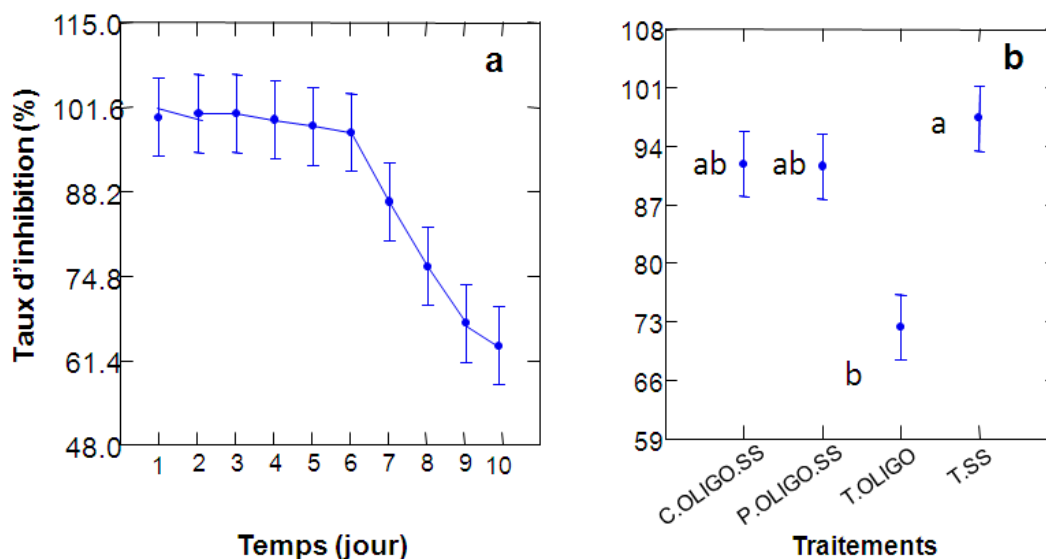 a
Taux d'inhibition (%)
115.0
101.6
88.2
74.8
61.4
48.0
1 2 3 4 5 6 7 8 9 10
Temps (jour)
b
108
101
94
87
80
73
66
59
ab
ab
b
a
C.OLIGO.SS
P.OLIGO.SS
T.OLIGO
T.SS
Traitements